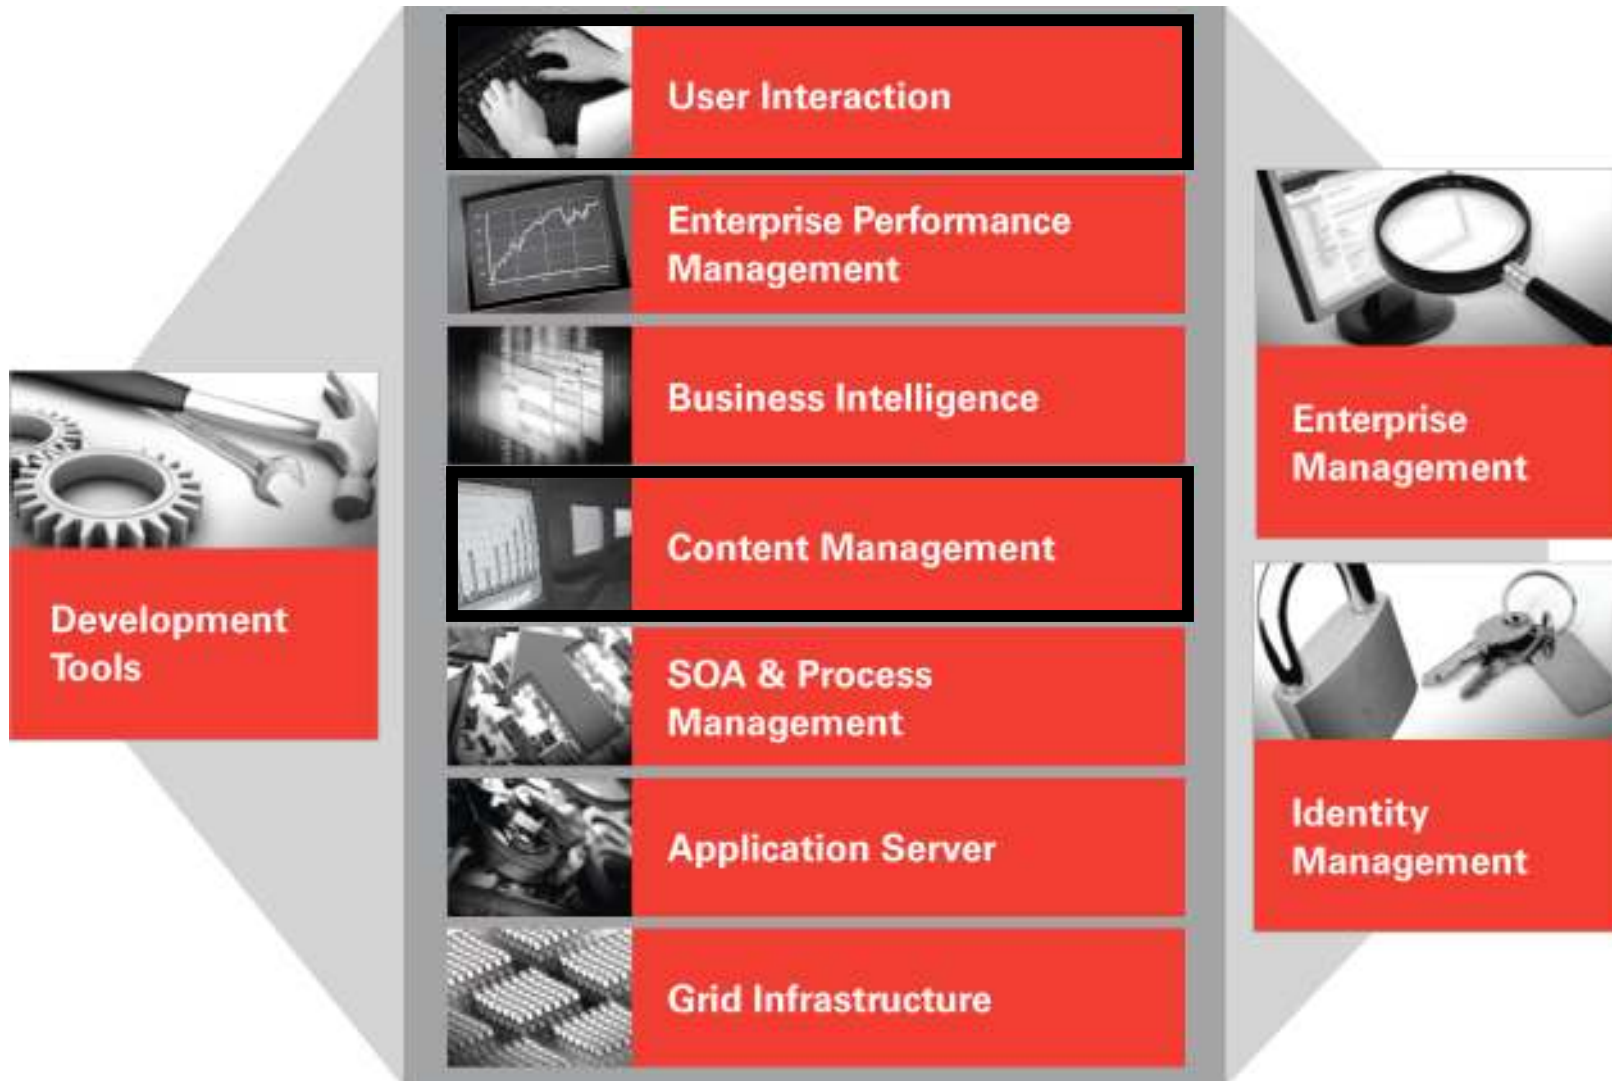 User Interaction
Enterprise Performance
Management
Business Intelligence
Content Management
SOA & Process
Management
Application Server
Grid Infrastructure
Development
Tools
Enterprise
Management
Identity
Management